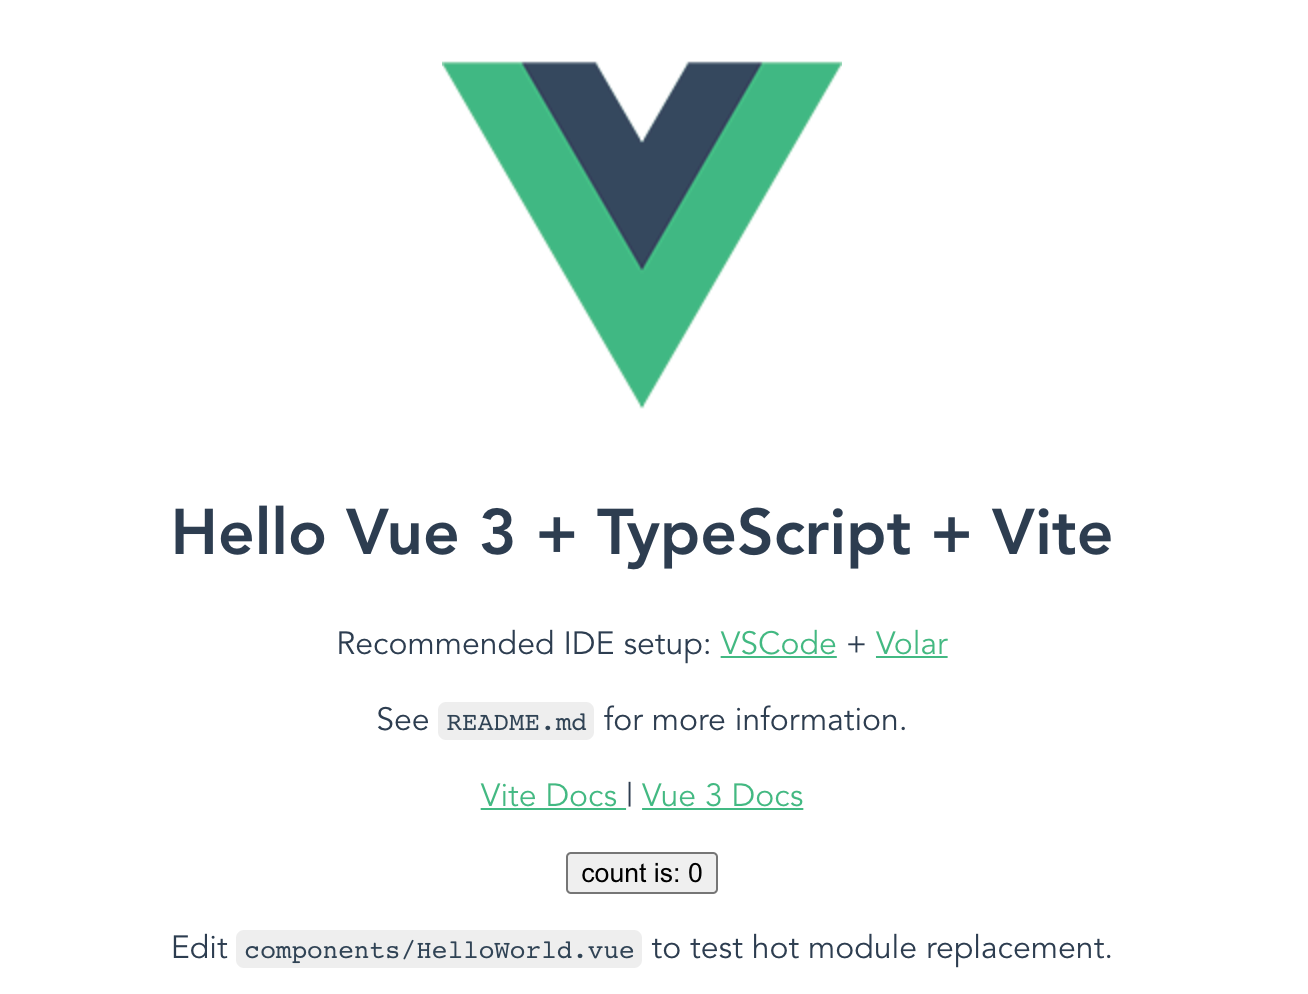 Hello Vue 3 + TypeScript + Vite
Recommended IDE setup: VSCode + Volar
See README.md for more information.
Vite Docs | Vue 3 Docs
count is: 0
Edit components/HelloWorld.vue to test hot module replacement.